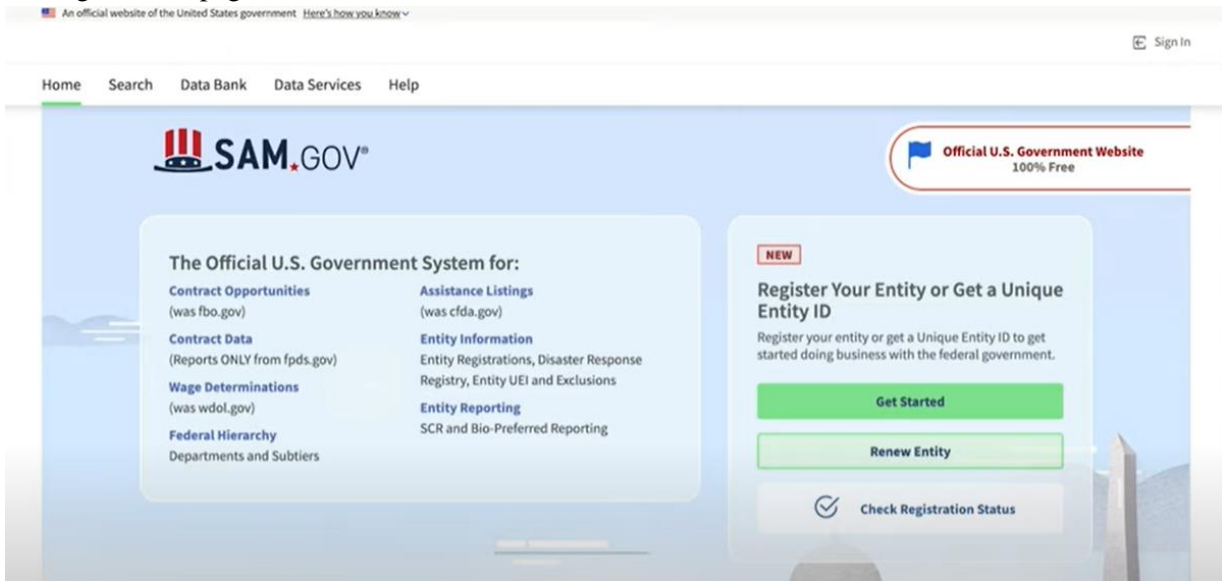 An official website of the United States government Here's how you know
Sign In
Home Search Data Bank Data Services Help
SAM.GOV®
Official U.S. Government Website
100% Free
The Official U.S. Government System for:
Contract Opportunities
(was fbo.gov)
Contract Data
(Reports ONLY from fpds.gov)
Wage Determinations
(was wdol.gov)
Federal Hierarchy
Departments and Subtiers
Assistance Listings
(was cfda.gov)
Entity Information
Entity Registrations, Disaster Response
Registry, Entity UEI and Exclusions
Entity Reporting
SCR and Bio-Preferred Reporting
NEW
Register Your Entity or Get a Unique
Entity ID
Register your entity or get a Unique Entity ID to get
started doing business with the federal government.
Get Started
Renew Entity
Check Registration Status